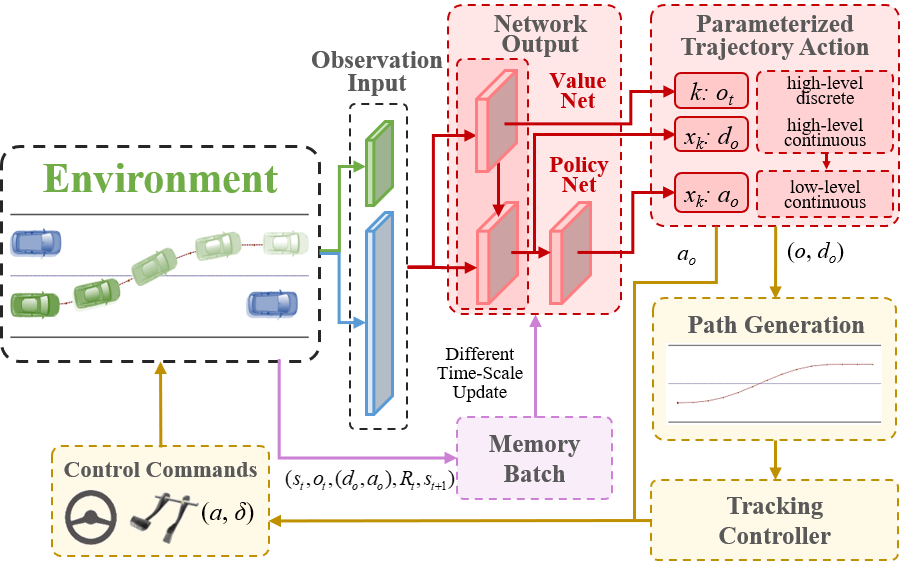 Network
Output
Parameterized
Trajectory Action
Observation
Input
Value
Net
k: o_t
high-level
discrete
x_k: d_o
high-level
continuous
Environment
Policy
Net
x_k: a_o
low-level
continuous
a_o
(o, d_o)
Path Generation
Different
Time-Scale
Update
Memory
Batch
Control Commands
(s_t, o_t, (d_o, a_o), R_t, s_{t+1})
(a, δ)
Tracking
Controller